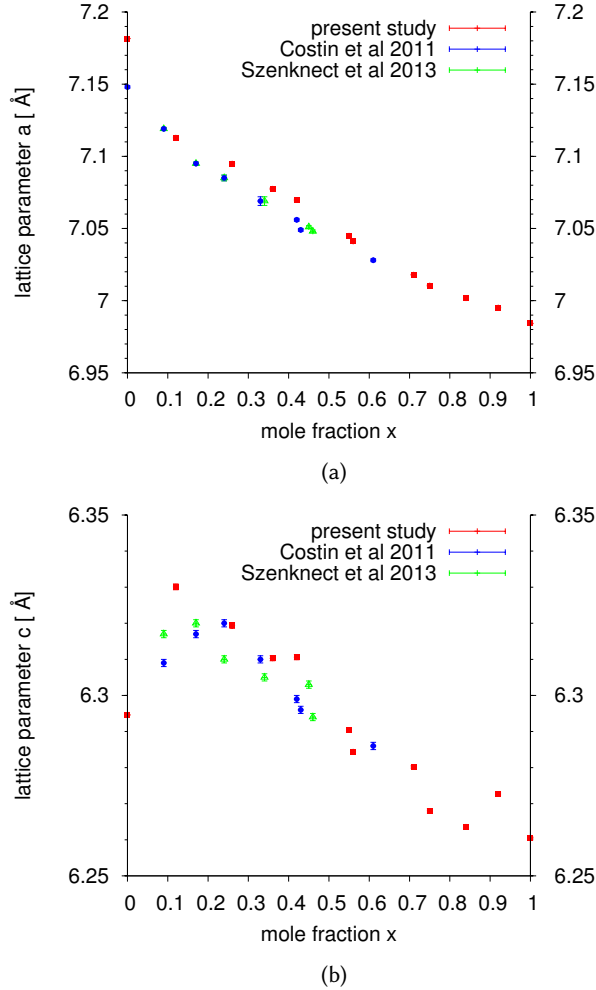 7.2 7.2
present study
Costin et al 2011
Szenknect et al 2013
7.15 7.15
7.1 7.1
7.05 7.05
7 7
6.95 6.95
lattice parameter a [ Å]
0 0.1 0.2 0.3 0.4 0.5 0.6 0.7 0.8 0.9 1
mole fraction x
(a)
6.35 6.35
present study
Costin et al 2011
Szenknect et al 2013
6.3 6.3
6.25 6.25
lattice parameter c [ Å]
0 0.1 0.2 0.3 0.4 0.5 0.6 0.7 0.8 0.9 1
mole fraction x
(b)